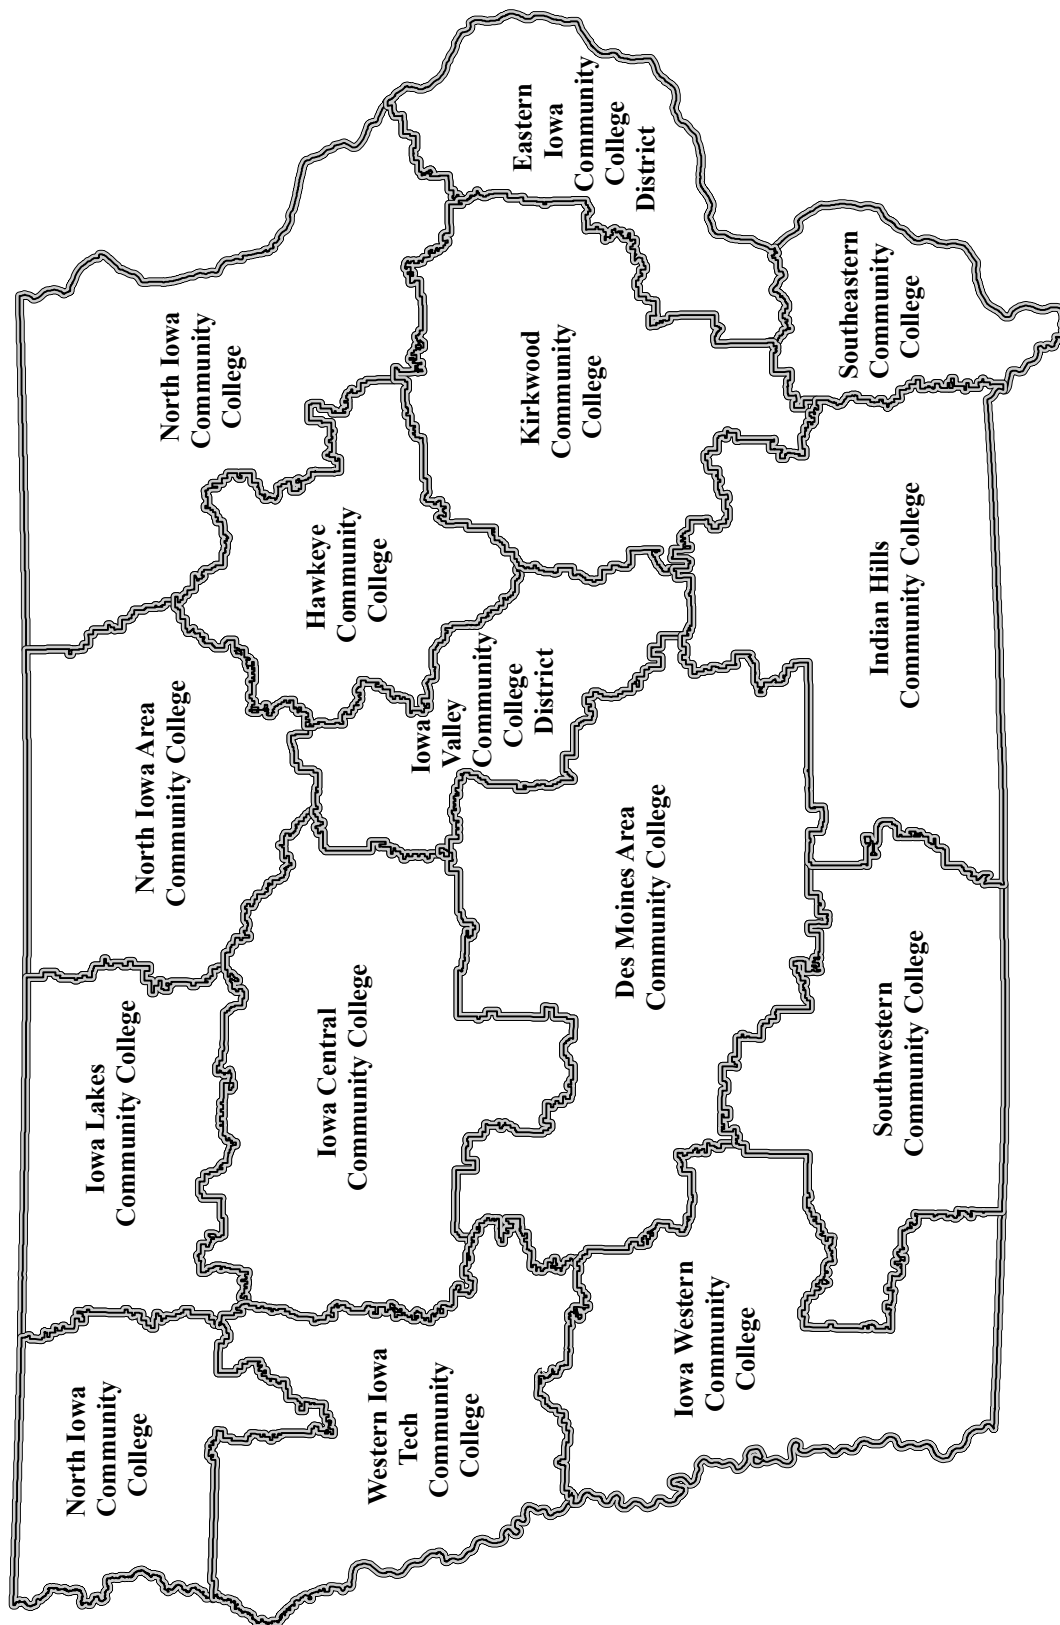 North Iowa
Community
College
Iowa Lakes
Community College
North Iowa Area
Community College
North Iowa
Community
College
Western Iowa
Tech
Community
College
Iowa Central
Community College
Hawkeye
Community
College
Iowa
Valley
Community
College
District
Kirkwood
Community
College
Eastern
Iowa
Community
College
District
Iowa Western
Community
College
Des Moines Area
Community College
Southwestern
Community College
Indian Hills
Community College
Southeastern
Community
College